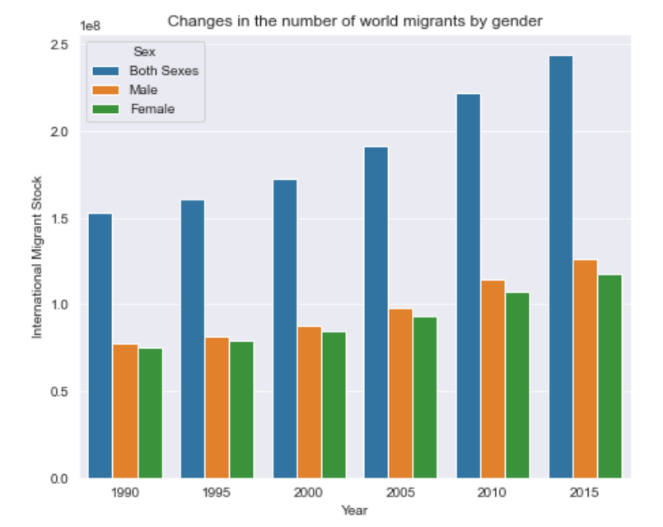 Changes in the number of world migrants by gender
1e8
2.5
2.0
1.5
1.0
0.5
0.0
International Migrant Stock
Sex
Both Sexes
Male
Female
1990 1995 2000 2005 2010 2015
Year